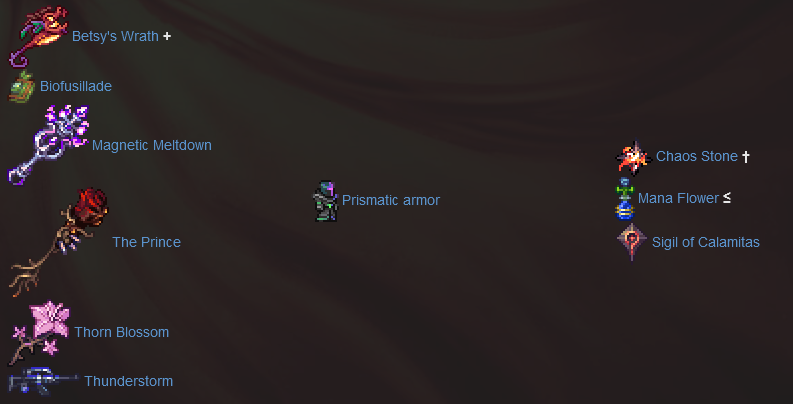 Betsy's Wrath +
Biofusillade
Magnetic Meltdown
The Prince
Thorn Blossom
Thunderstorm
Prismatic armor
Chaos Stone †
Mana Flower ≤
Sigil of Calamitas